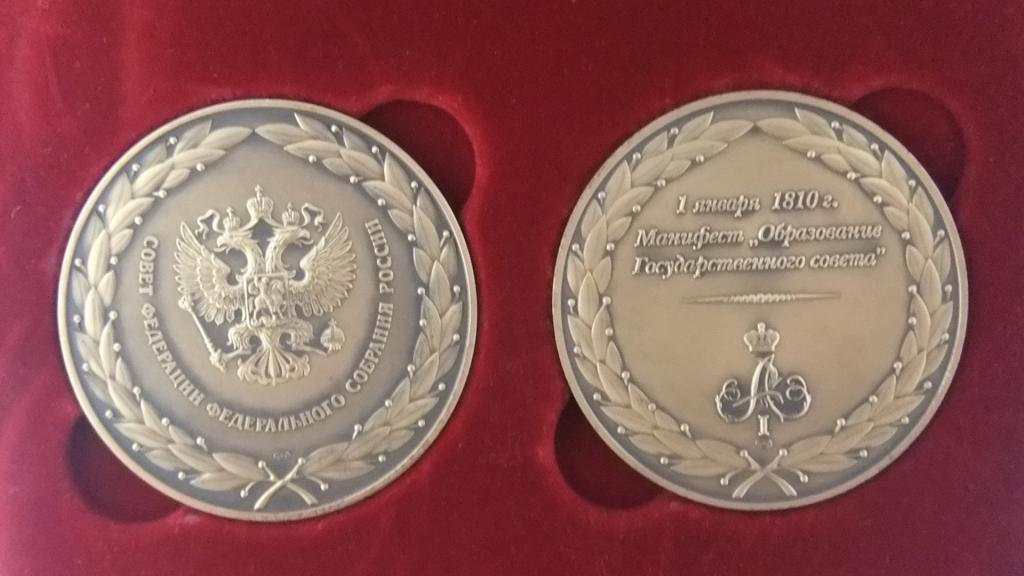 СОВЕТ ФЕДЕРАЦИИ ФЕДЕРАЛЬНОГО СОБРАНИЯ РОССИИ
1 января 1810 г.
Манифест „Образование
Государственного совета"
А
I